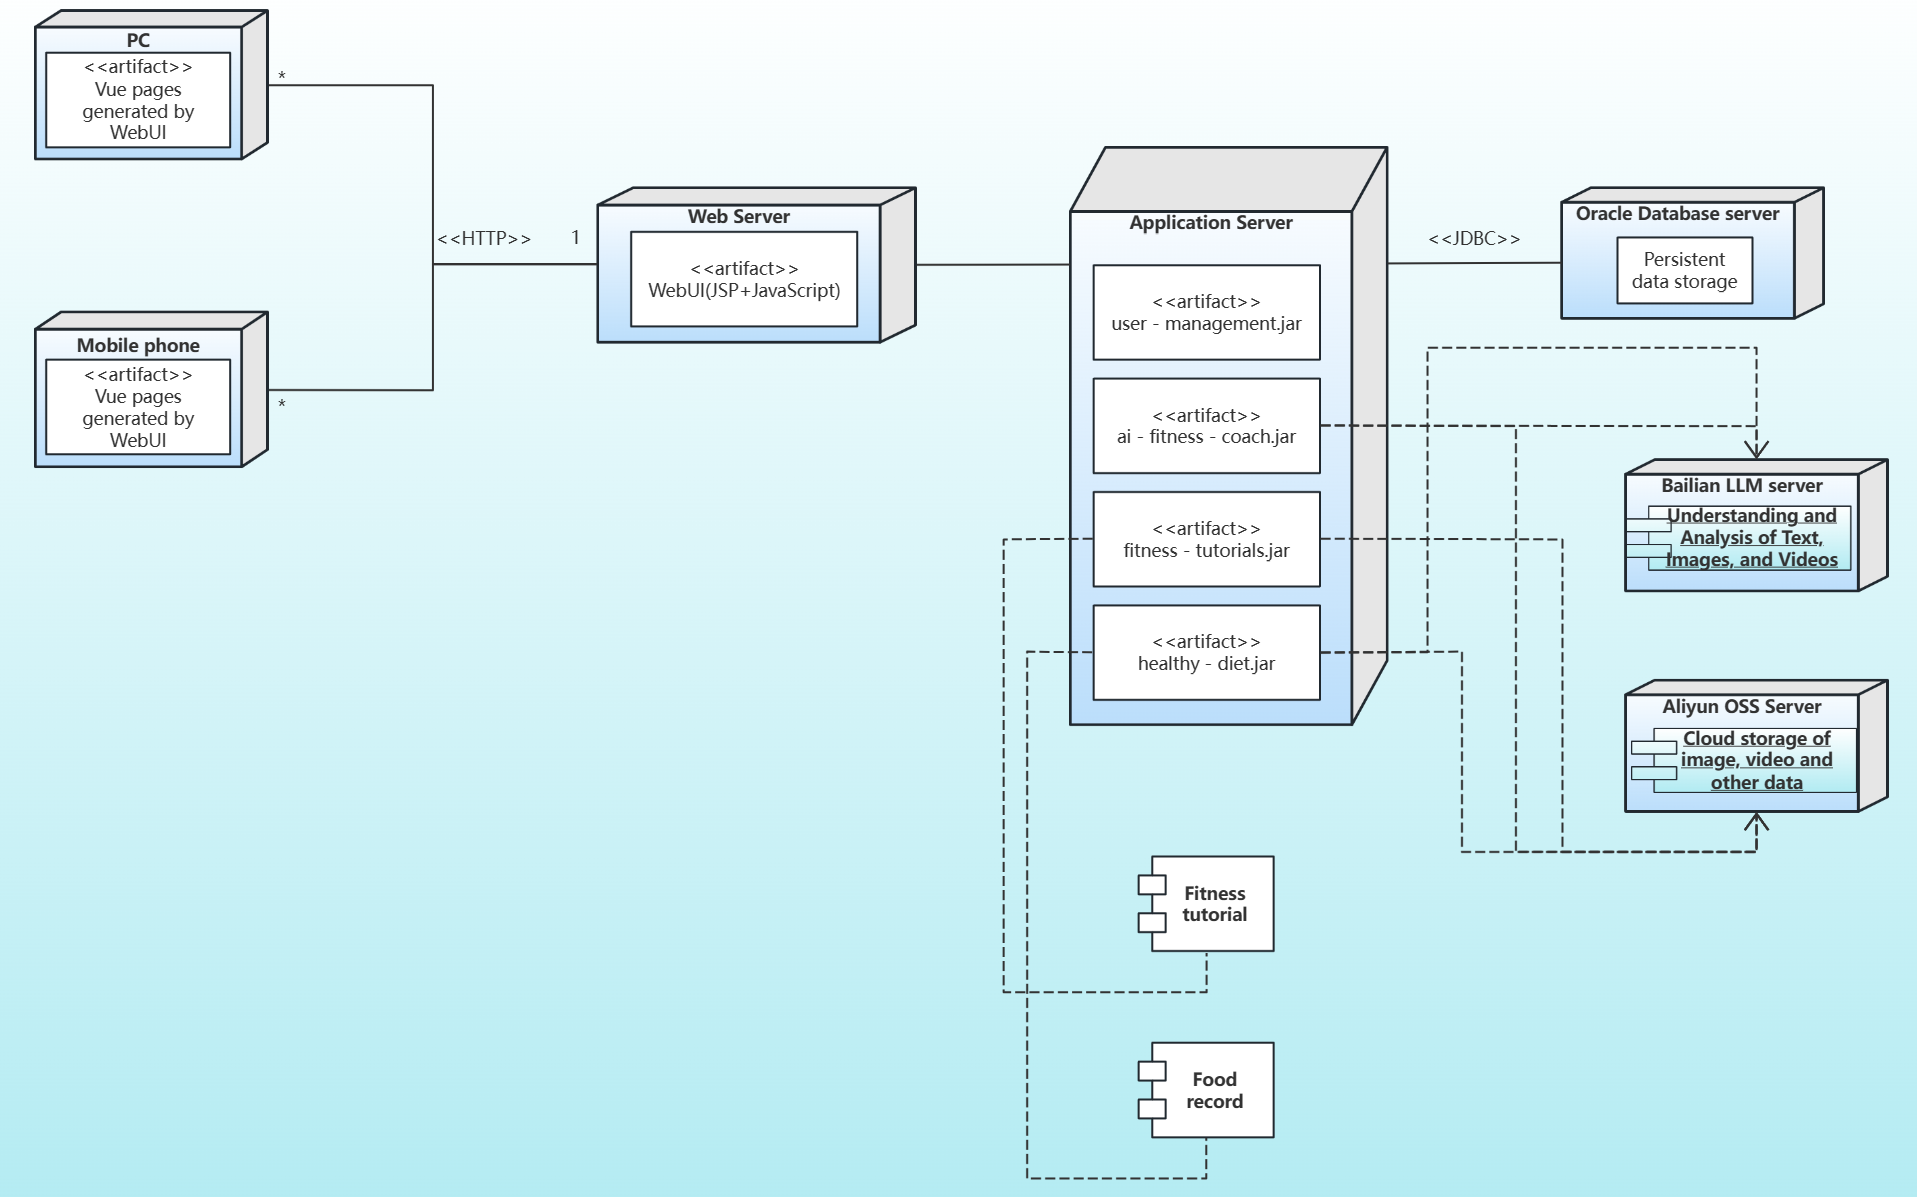 PC
<<artifact>>
Vue pages
generated by
WebUI
*
<<HTTP>>
1
Mobile phone
<<artifact>>
Vue pages
generated by
WebUI
*
Web Server
<<artifact>>
WebUI(JSP+JavaScript)
Application Server
<<artifact>>
user - management.jar
<<artifact>>
ai - fitness - coach.jar
<<artifact>>
fitness - tutorials.jar
<<artifact>>
healthy - diet.jar
<<JDBC>>
Oracle Database server
Persistent
data storage
Bailian LLM server
Understanding and
Analysis of Text,
Images, and Videos
Aliyun OSS Server
Cloud storage of
image, video and
other data
Fitness
tutorial
Food
record